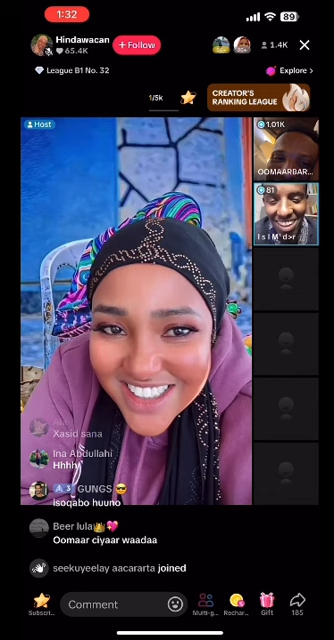 1:32
89
Hindawacan
65.4K
+ Follow
1.4K
League B1 No. 32
Explore >
1/5k
CREATOR'S
RANKING LEAGUE
Host
1.01K
OOMAARBAR...
81
I s l M' d>r
Xasid sana
Ina Abdullahi
Hhhhi
GUNGS 😎
isoqabo huuno
Beer lula👑💖
Oomaar ciyaar waadaa
seekuyeelay aacararta joined
Subscri...
Comment
Multi-g...
Rechar...
Gift
185